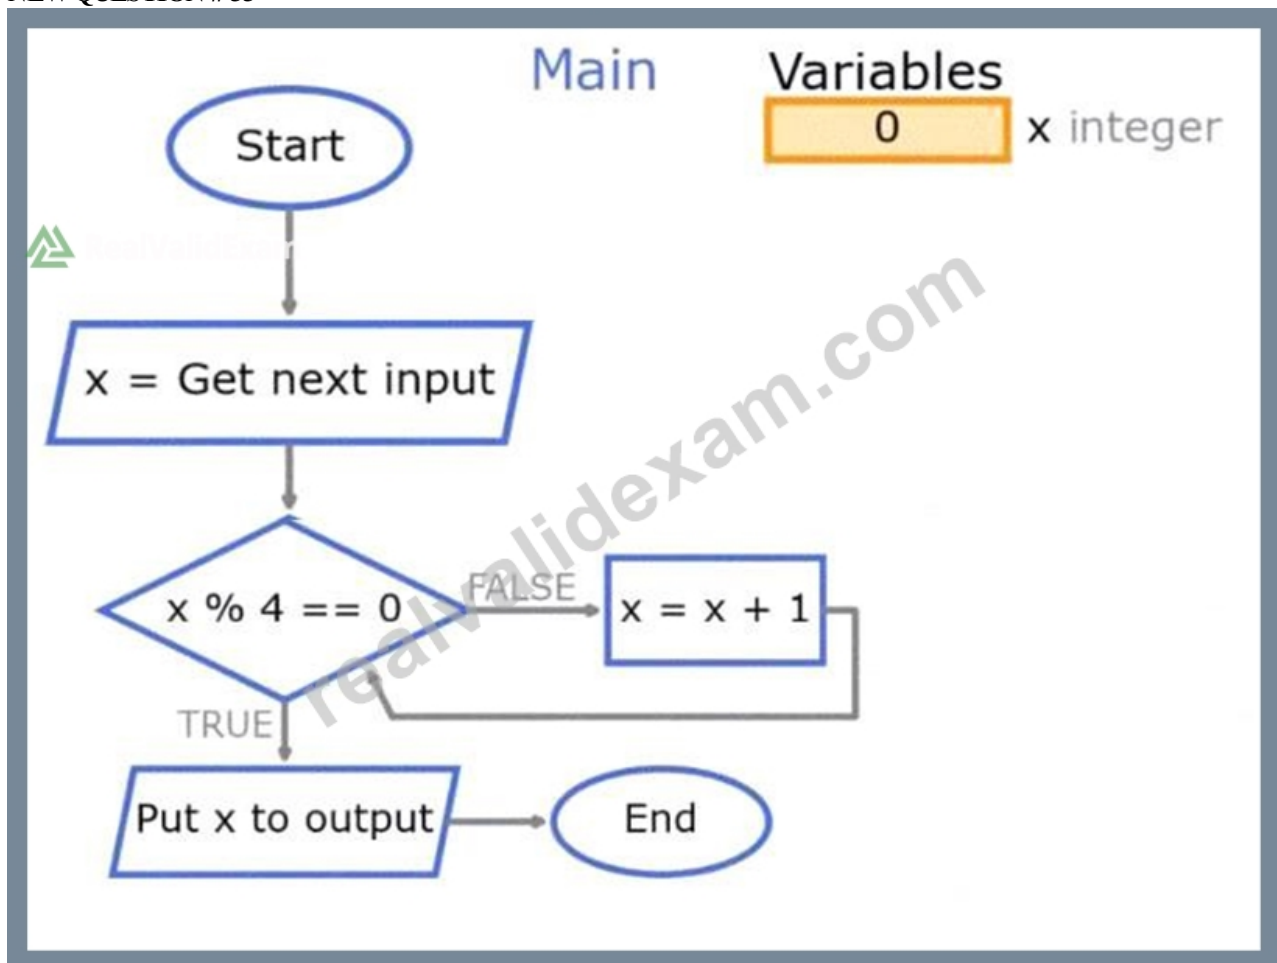 Main
Variables
0 x integer
Start
x = Get next input
x % 4 == 0
FALSE
x = x + 1
TRUE
Put x to output
End
realvalidexam.com